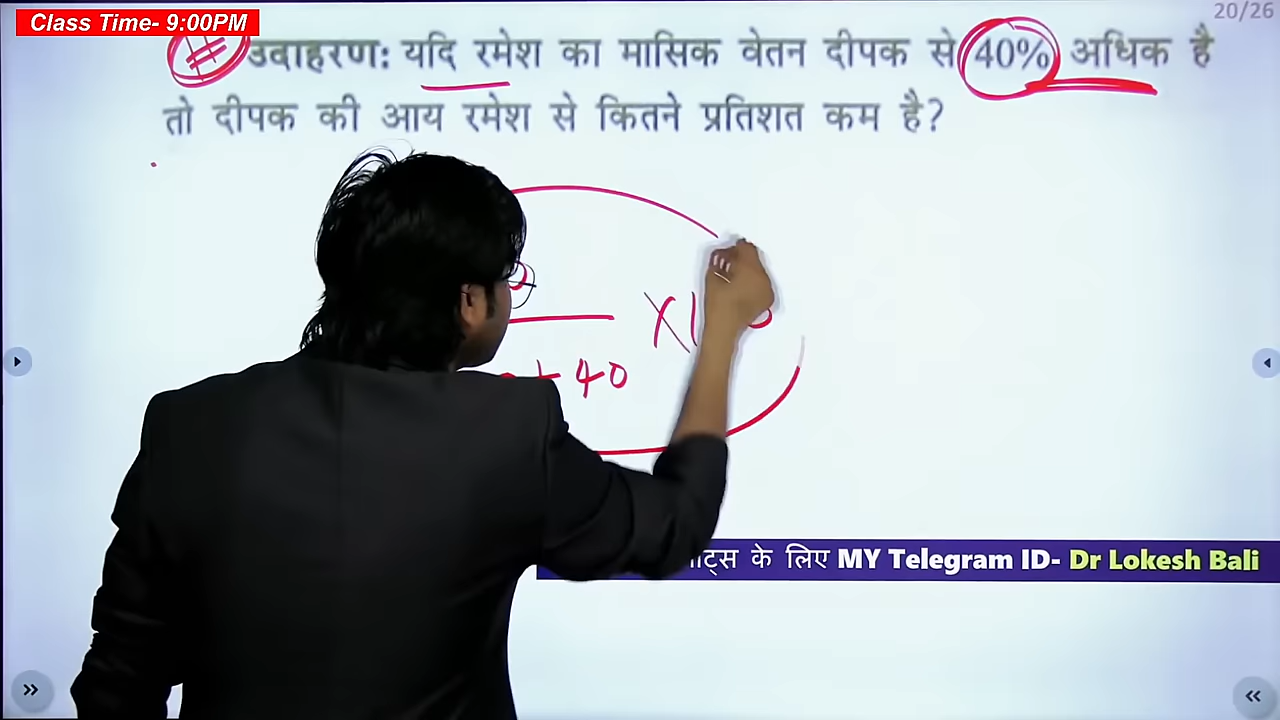 Class Time- 9:00PM
20/26
उदाहरण: यदि रमेश का मासिक वेतन दीपक से 40% अधिक है
तो दीपक की आय रमेश से कितने प्रतिशत कम है?
+ 40
के लिए MY Telegram ID- Dr Lokesh Bali